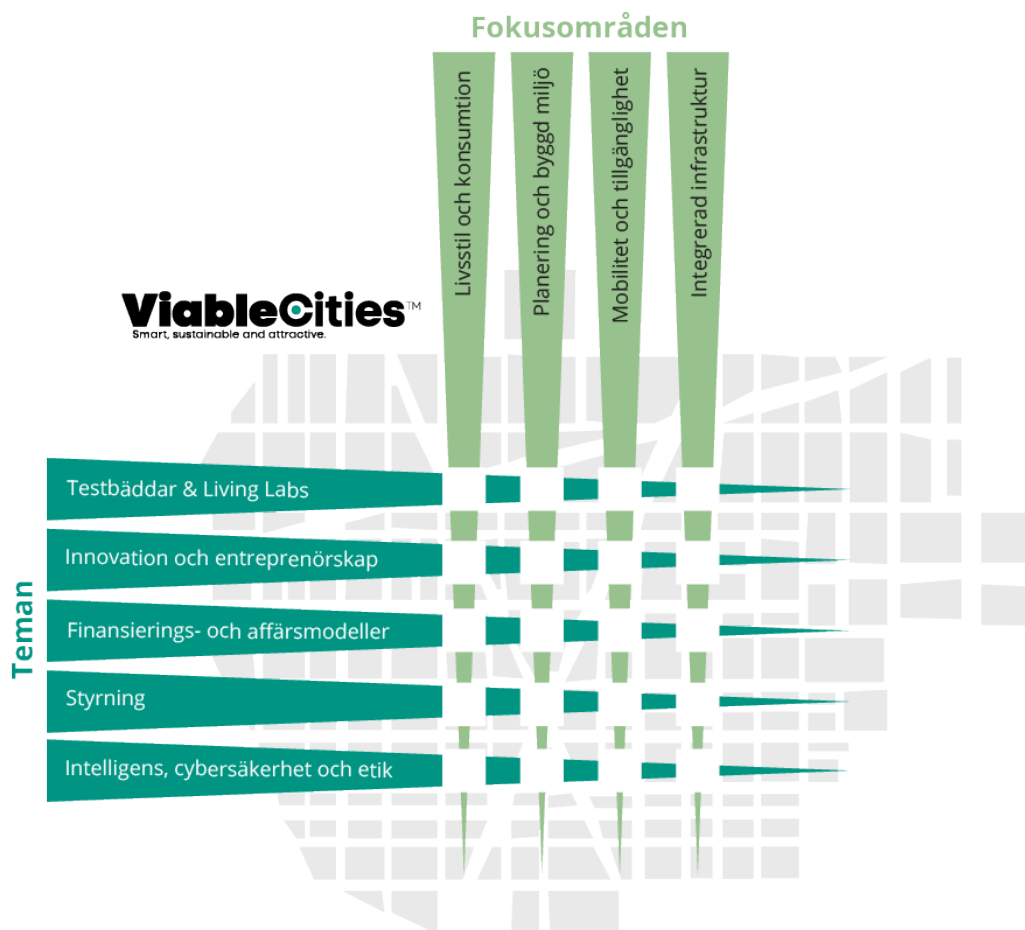 Fokusområden
Livsstil och konsumtion
Planering och byggd miljö
Mobilitet och tillgänglighet
Integrerad infrastruktur
ViableCities™
Smart, sustainable and attractive.
Teman
Testbäddar & Living Labs
Innovation och entreprenörskap
Finansierings- och affärsmodeller
Styrning
Intelligens, cybersäkerhet och etik